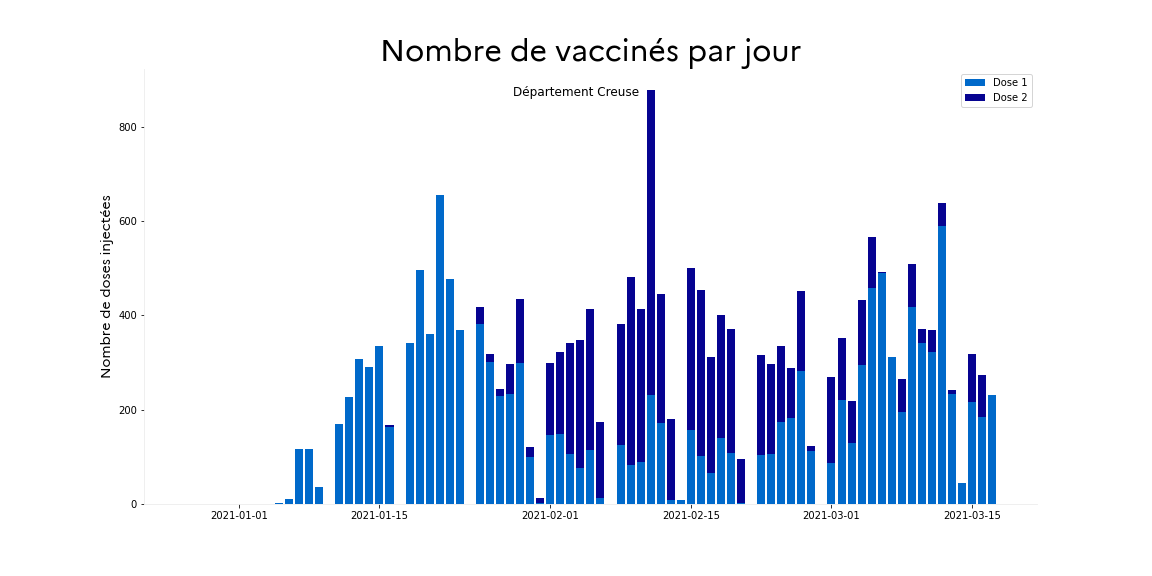 Nombre de vaccinés par jour
Département Creuse
Dose 1
Dose 2
Nombre de doses injectées
800
600
400
200
0
2021-01-01
2021-01-15
2021-02-01
2021-02-15
2021-03-01
2021-03-15